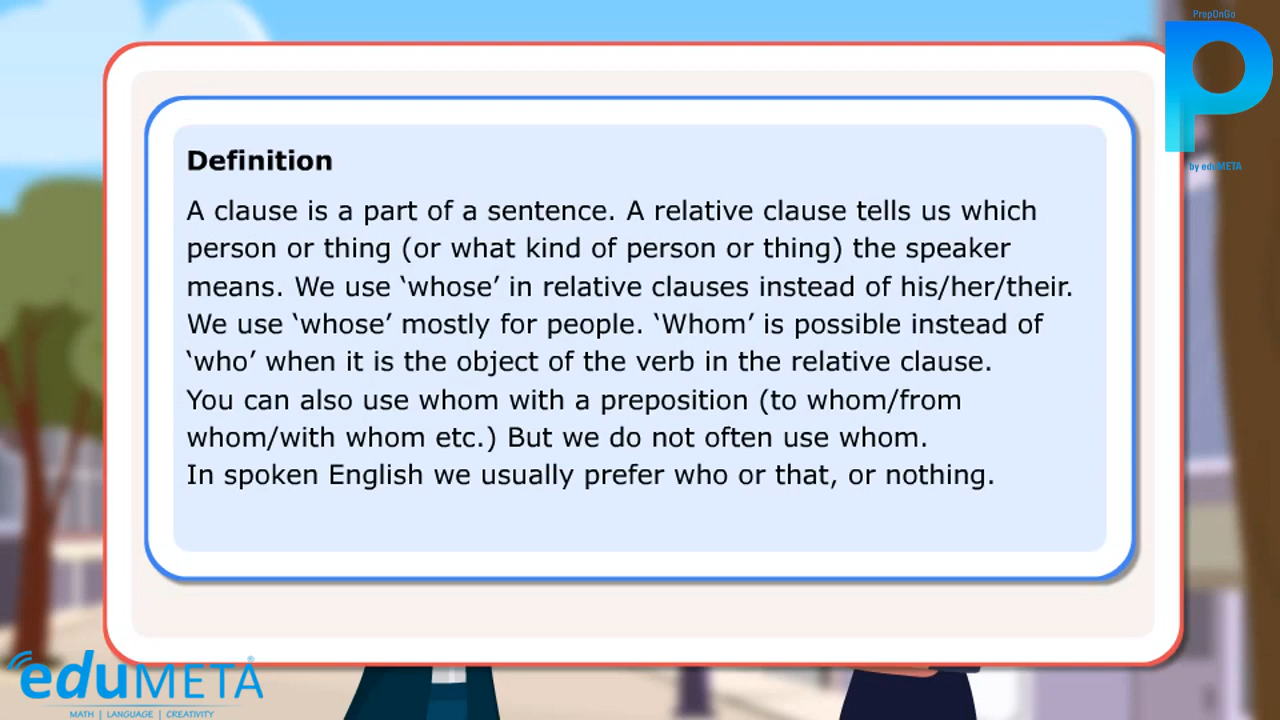 PrepOnGo
by eduMETA
Definition
A clause is a part of a sentence. A relative clause tells us which
person or thing (or what kind of person or thing) the speaker
means. We use ‘whose’ in relative clauses instead of his/her/their.
We use ‘whose’ mostly for people. ‘Whom’ is possible instead of
‘who’ when it is the object of the verb in the relative clause.
You can also use whom with a preposition (to whom/from
whom/with whom etc.) But we do not often use whom.
In spoken English we usually prefer who or that, or nothing.
eduMETA®
MATH | LANGUAGE | CREATIVITY